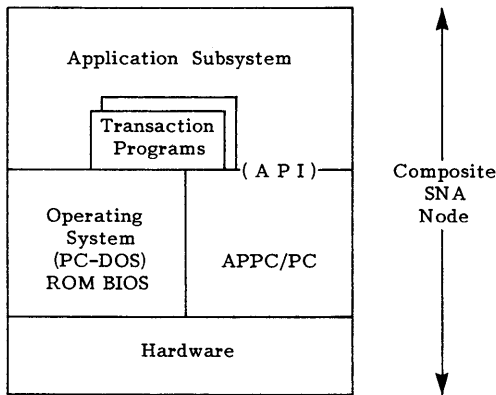 Application Subsystem
Transaction
Programs
(API)
Operating
System
(PC-DOS)
ROM BIOS
APPC/PC
Composite
SNA
Node
Hardware